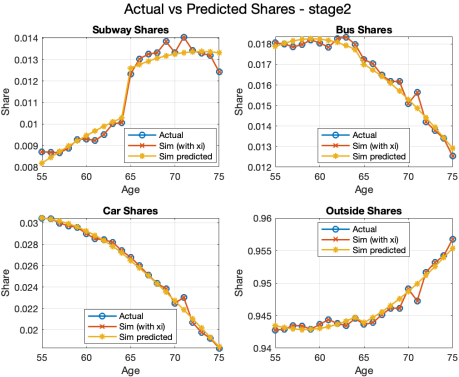 Actual vs Predicted Shares - stage2
Subway Shares
0.014
0.013
0.012
0.011
0.01
0.009
0.008
Share
55
60
65
70
75
Age
Actual
Sim (with xi)
Sim predicted
Bus Shares
0.018
0.017
0.016
0.015
0.014
0.013
0.012
Share
55
60
65
70
75
Age
Actual
Sim (with xi)
Sim predicted
Car Shares
0.03
0.028
0.026
0.024
0.022
0.02
Share
55
60
65
70
75
Age
Actual
Sim (with xi)
Sim predicted
Outside Shares
0.96
0.955
0.95
0.945
0.94
Share
55
60
65
70
75
Age
Actual
Sim (with xi)
Sim predicted